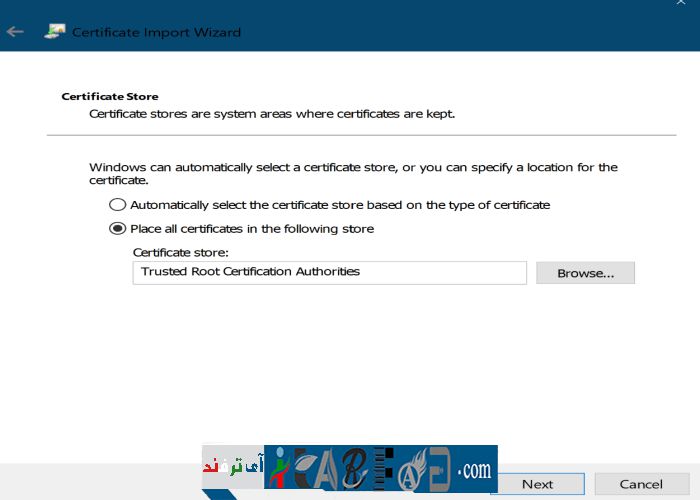 Certificate Import Wizard
Certificate Store
Certificate stores are system areas where certificates are kept.
Windows can automatically select a certificate store, or you can specify a location for the
certificate.
Automatically select the certificate store based on the type of certificate
Place all certificates in the following store
Certificate store:
Trusted Root Certification Authorities
Browse...
آی ترفند
.com
Next
Cancel